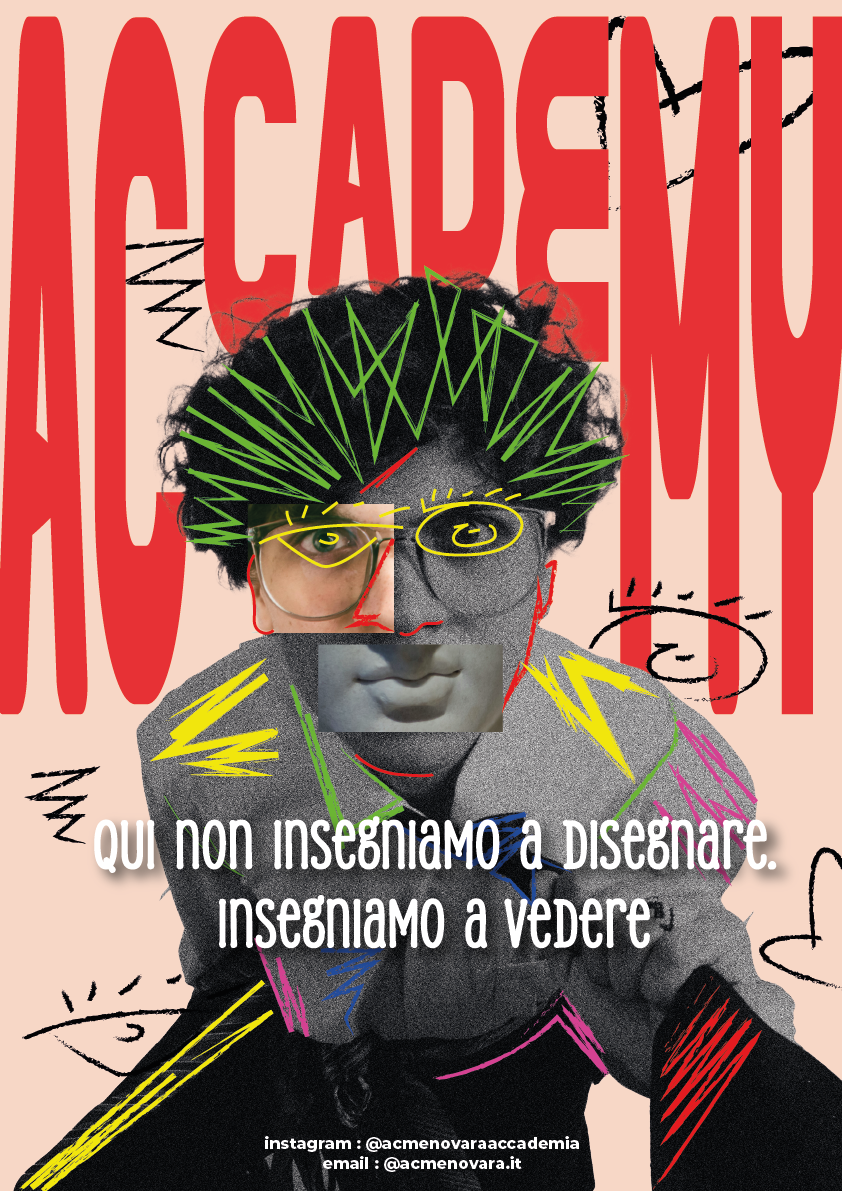 ACCADEMY
QUI non INSEGNIAMO a DISEGNARE.
INSEGNIAMO a VEDERE
instagram : @acmenovaraaccademia
email : @acmenovara.it